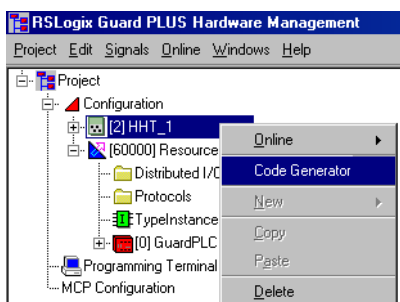 RSLogix Guard PLUS Hardware Management
Project Edit Signals Online Windows Help
Project
Configuration
[2] HHT_1
[60000] Resource
Distributed I/O
Protocols
TypeInstance
[0] GuardPLC
Programming Terminal
MCP Configuration
Online
Code Generator
New
Copy
Paste
Delete